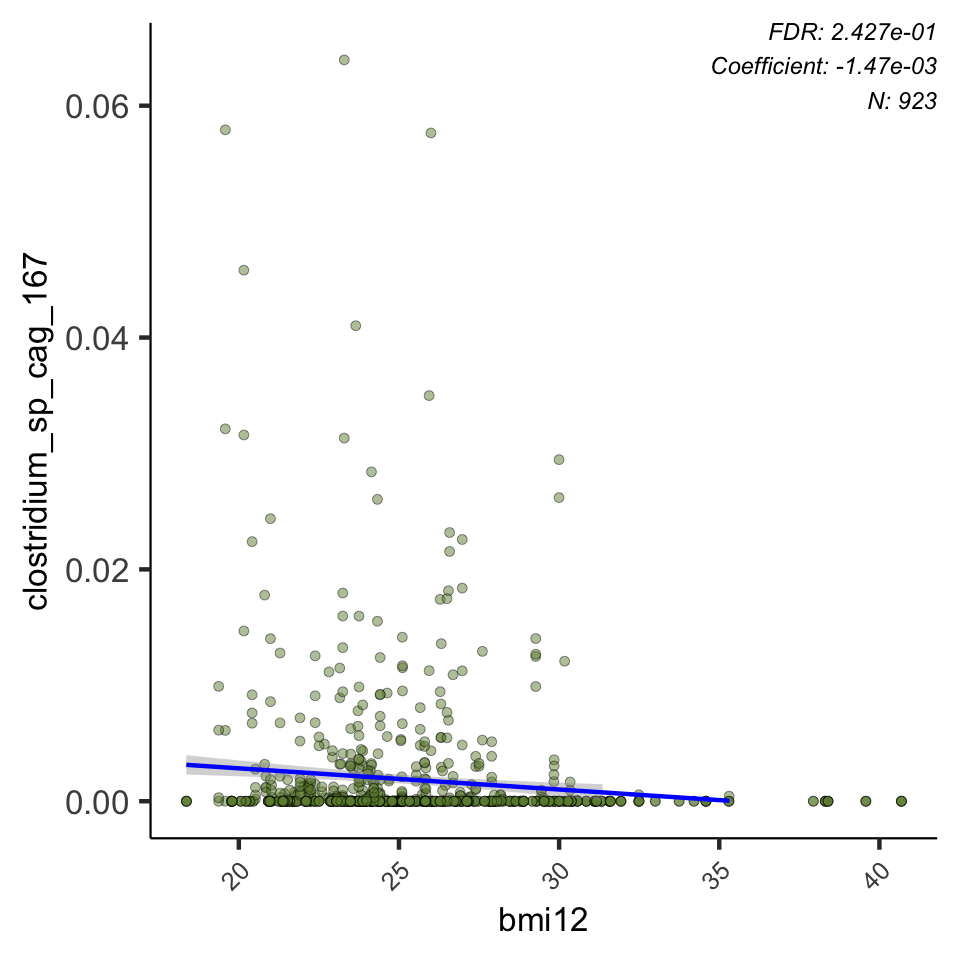 FDR: 2.427e-01
Coefficient: -1.47e-03
N: 923
clostridium_sp_cag_167
0.06
0.04
0.02
0.00
20
25
30
35
40
bmi12